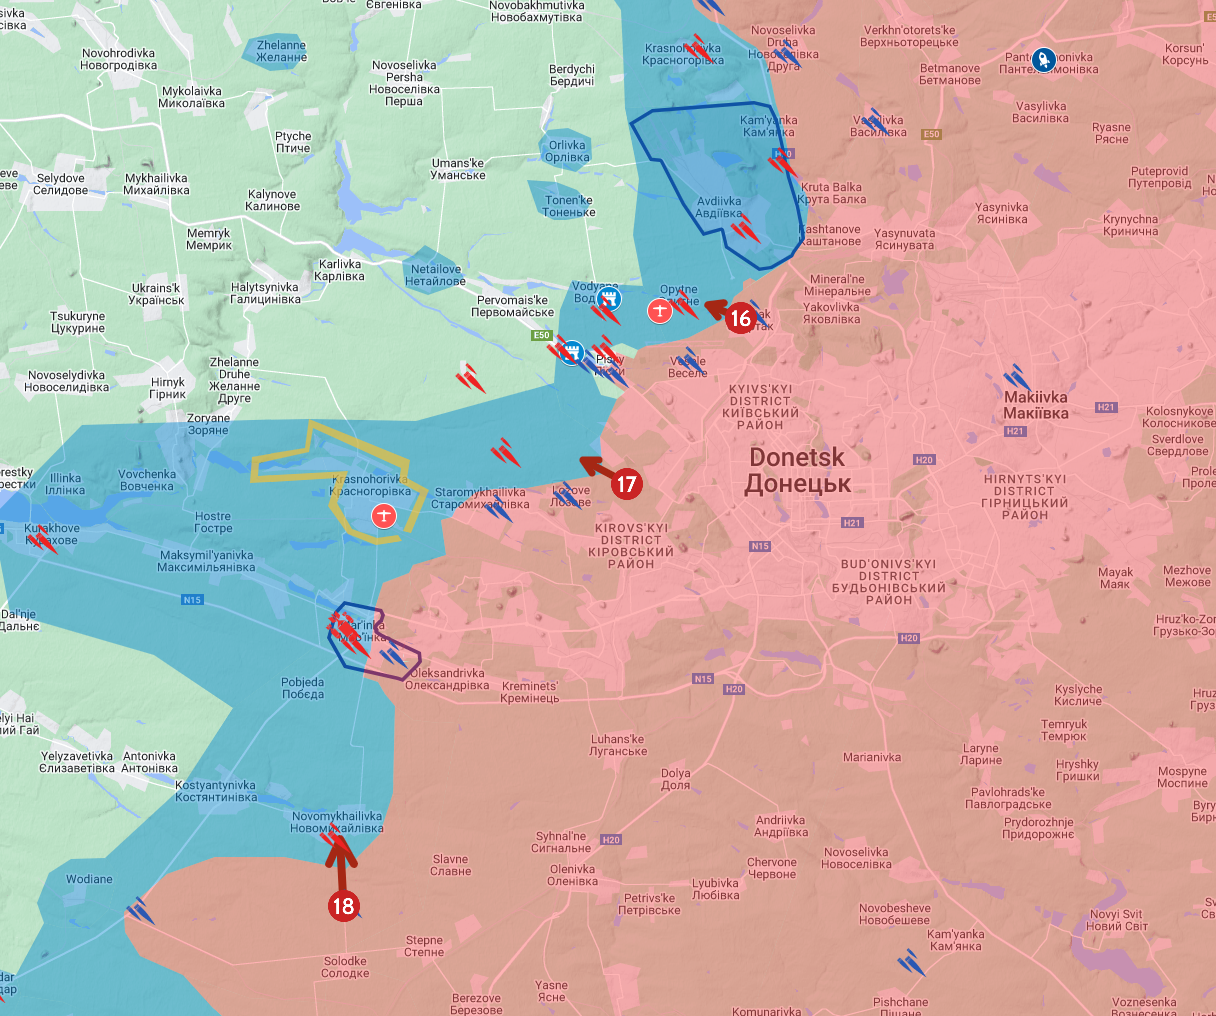 Novobakhmutivka
Новобахмутівка
Євгенівка
Zhelanne
Желанне
Novohrodivka
Новогродівка
Novoselivka
Persha
Новоселівка
Перша
Berdychi
Бердичі
Mykolaivka
Миколаївка
Krasnohorivka
Красногорівка
Novoselivka
Druha
Новоселівка
Друга
Verkhn'otorets'ke
Верхньоторецьке
Betmanove
Бетманове
Korsun'
Корсунь
E50
Vasylivka
Василівка
Vasylivka
Василівка
Ryasne
Рясне
Kam'yanka
Кам'янка
H20
Ptyche
Птиче
Orlivka
Орлівка
Umans'ke
Уманське
Selydove
Селидове
Mykhailivka
Михайлівка
Kalynove
Калинове
Tonen'ke
Тоненьке
Avdiivka
Авдіївка
Kruta Balka
Крута Балка
Puteprovid
Путепровід
Yasynivka
Ясинівка
Krynychna
Кринична
Kashtanove
Каштанове
Yasynuvata
Ясинувата
Memryk
Мемрик
Karlivka
Карлівка
Netailove
Нетайлове
Ukrains'k
Українськ
Halytsynivka
Галицинівка
Pervomais'ke
Первомайське
Vodyane
Opytne
Mineral'ne
Мінеральне
Yakovlivka
Яковлівка
16
Tsukuryne
Цукурине
E50
Pisky
Піски
Vesele
Веселе
Novoselydivka
Новоселидівка
Hirnyk
Гірник
Zhelanne
Druhe
Желанне
Друге
Zoryane
Зоряне
KYIVS'KYI
DISTRICT
КИЇВСЬКИЙ
РАЙОН
Makiivka
Макіївка
H21
H21
Kolosnykove
Колосникове
Sverdlove
Свердлове
Donetsk
Донецьк
H20
Illinka
Іллінка
Vovchenka
Вовченка
Krasnohorivka
Красногорівка
Staromykhailivka
Старомихайлівка
Lozove
Лозове
17
HIRNYTS'KYI
DISTRICT
ГІРНИЦЬКИЙ
РАЙОН
Hostre
Гостре
Kurakhove
Курахове
Maksymil'yanivka
Максимільянівка
KIROVS'KYI
DISTRICT
КІРОВСЬКИЙ
РАЙОН
H21
N15
BUD'ONIVS'KYI
DISTRICT
БУДЬОНІВСЬКИЙ
РАЙОН
Mayak
Маяк
Mezhove
Межове
N15
Dal'nje
Дальнє
Mar'inka
Мар'їнка
H20
Oleksandrivka
Олександрівка
Pobjeda
Побєда
Kreminets'
Кремінець
N15
H20
Kyslyche
Кисличе
Temryuk
Темрюк
Yelyzavetivka
Єлизаветівка
Antonivka
Антонівка
Luhans'ke
Луганське
Dolya
Доля
Marianivka
Laryne
Ларине
Hryshky
Гришки
Mospyne
Моспине
Kostyantynivka
Костянтинівка
Pavlohrads'ke
Павлоградське
Prydorozhnje
Придорожнє
Novomykhailivka
Новомихайлівка
Syhnal'ne
Сигнальне
H20
Andriivka
Андріївка
Slavne
Славне
Olenivka
Оленівка
Chervone
Червоне
Novoselivka
Новоселівка
Wodiane
Lyubivka
Любівка
Petrivs'ke
Петрівське
18
Novobesheve
Новобешеве
Novyi Svit
Новий Світ
Stepne
Степне
Kam'yanka
Кам'янка
Solodke
Солодке
Yasne
Ясне
Berezove
Березове
Pishchane
Піщане
Komunarivka
Voznesenka
Вознесенка